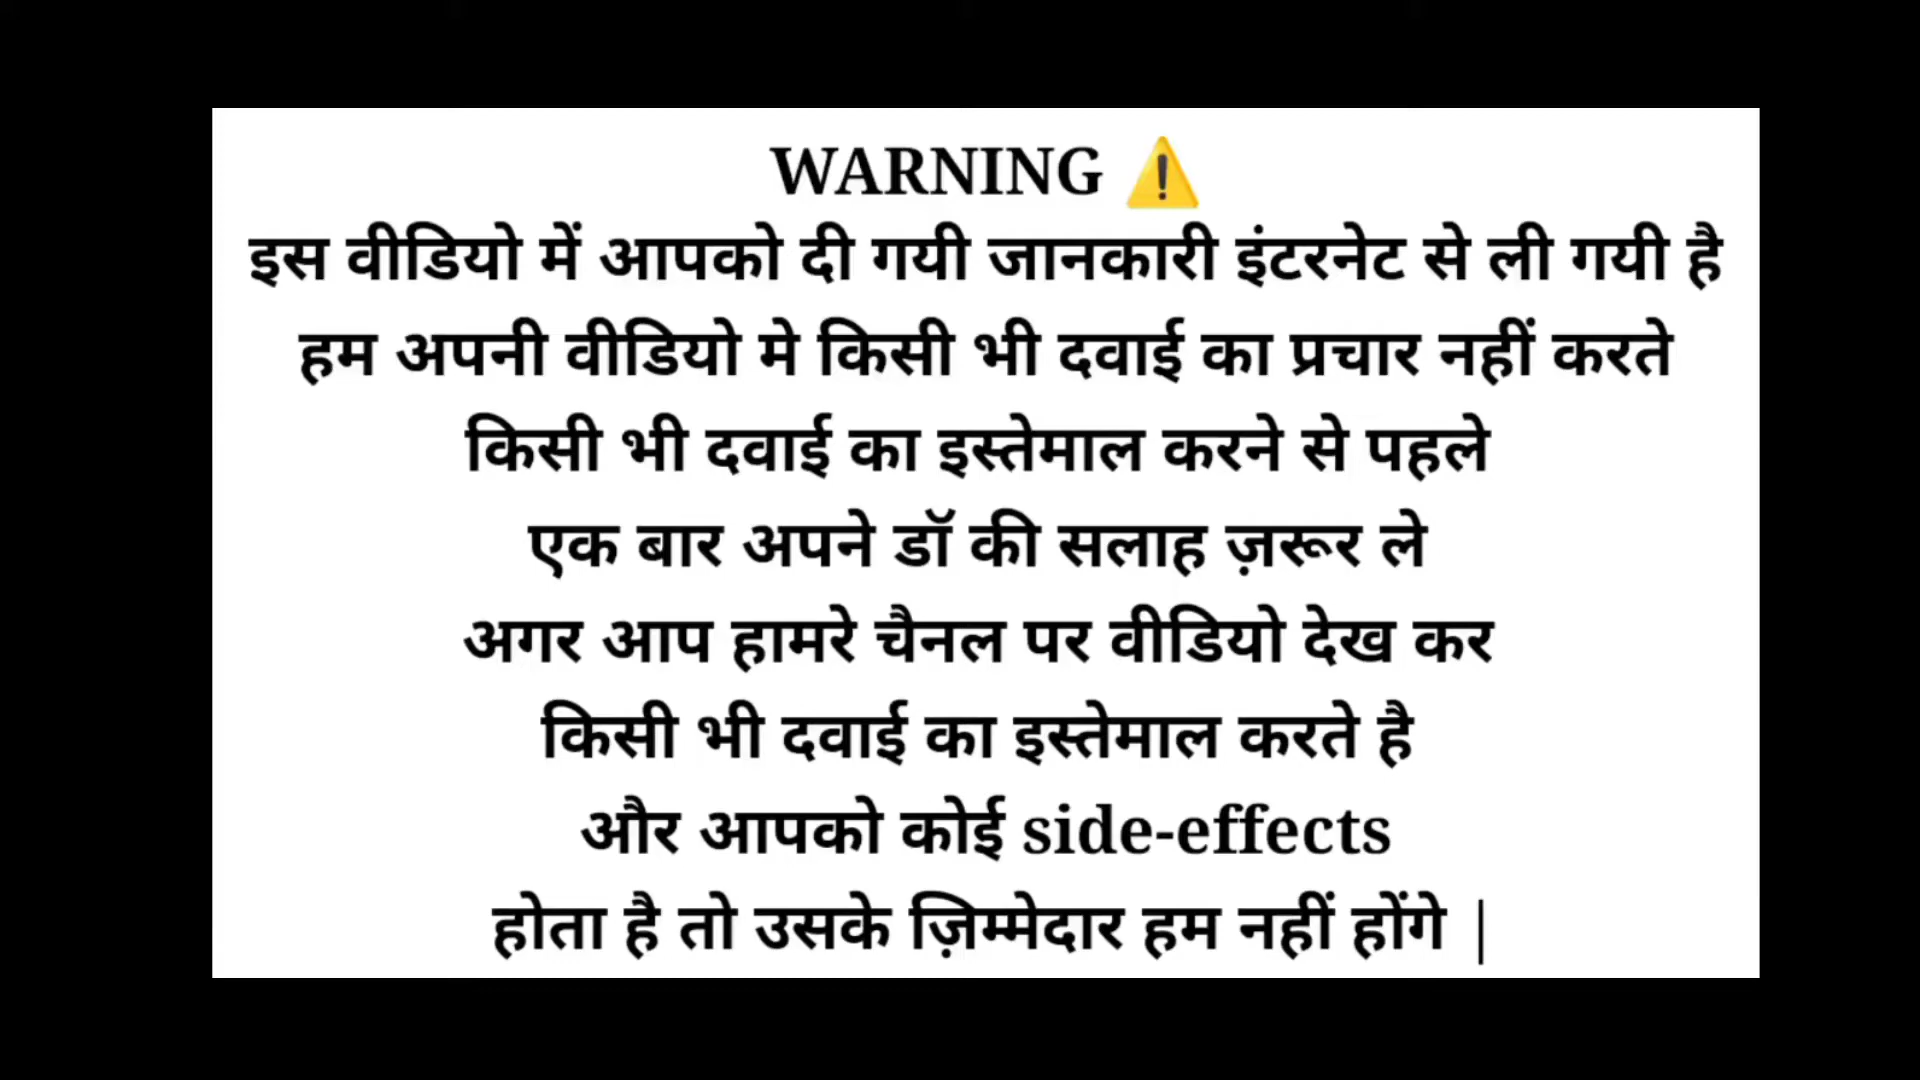 WARNING ⚠️
इस वीडियो में आपको दी गयी जानकारी इंटरनेट से ली गयी है
हम अपनी वीडियो मे किसी भी दवाई का प्रचार नहीं करते
किसी भी दवाई का इस्तेमाल करने से पहले
एक बार अपने डॉ की सलाह ज़रूर ले
अगर आप हामरे चैनल पर वीडियो देख कर
किसी भी दवाई का इस्तेमाल करते है
और आपको कोई side-effects
होता है तो उसके ज़िम्मेदार हम नहीं होंगे |